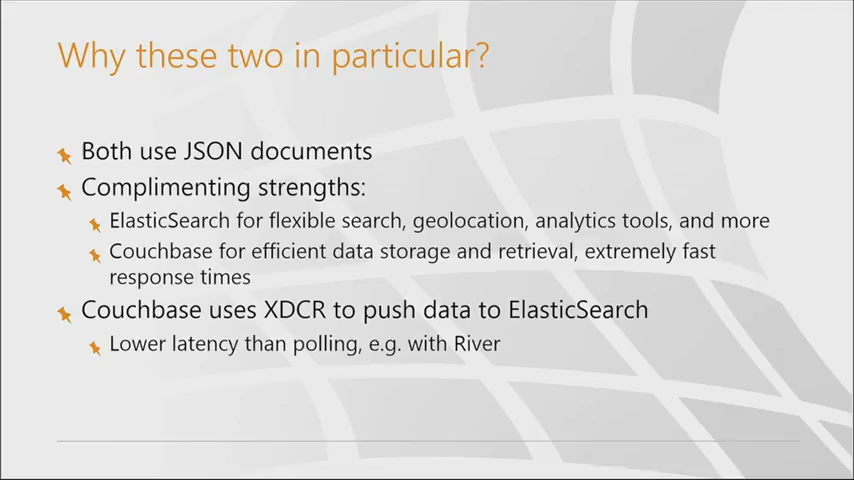 Why these two in particular?
Both use JSON documents
Complimenting strengths:
ElasticSearch for flexible search, geolocation, analytics tools, and more
Couchbase for efficient data storage and retrieval, extremely fast
response times
Couchbase uses XDCR to push data to ElasticSearch
Lower latency than polling, e.g. with River